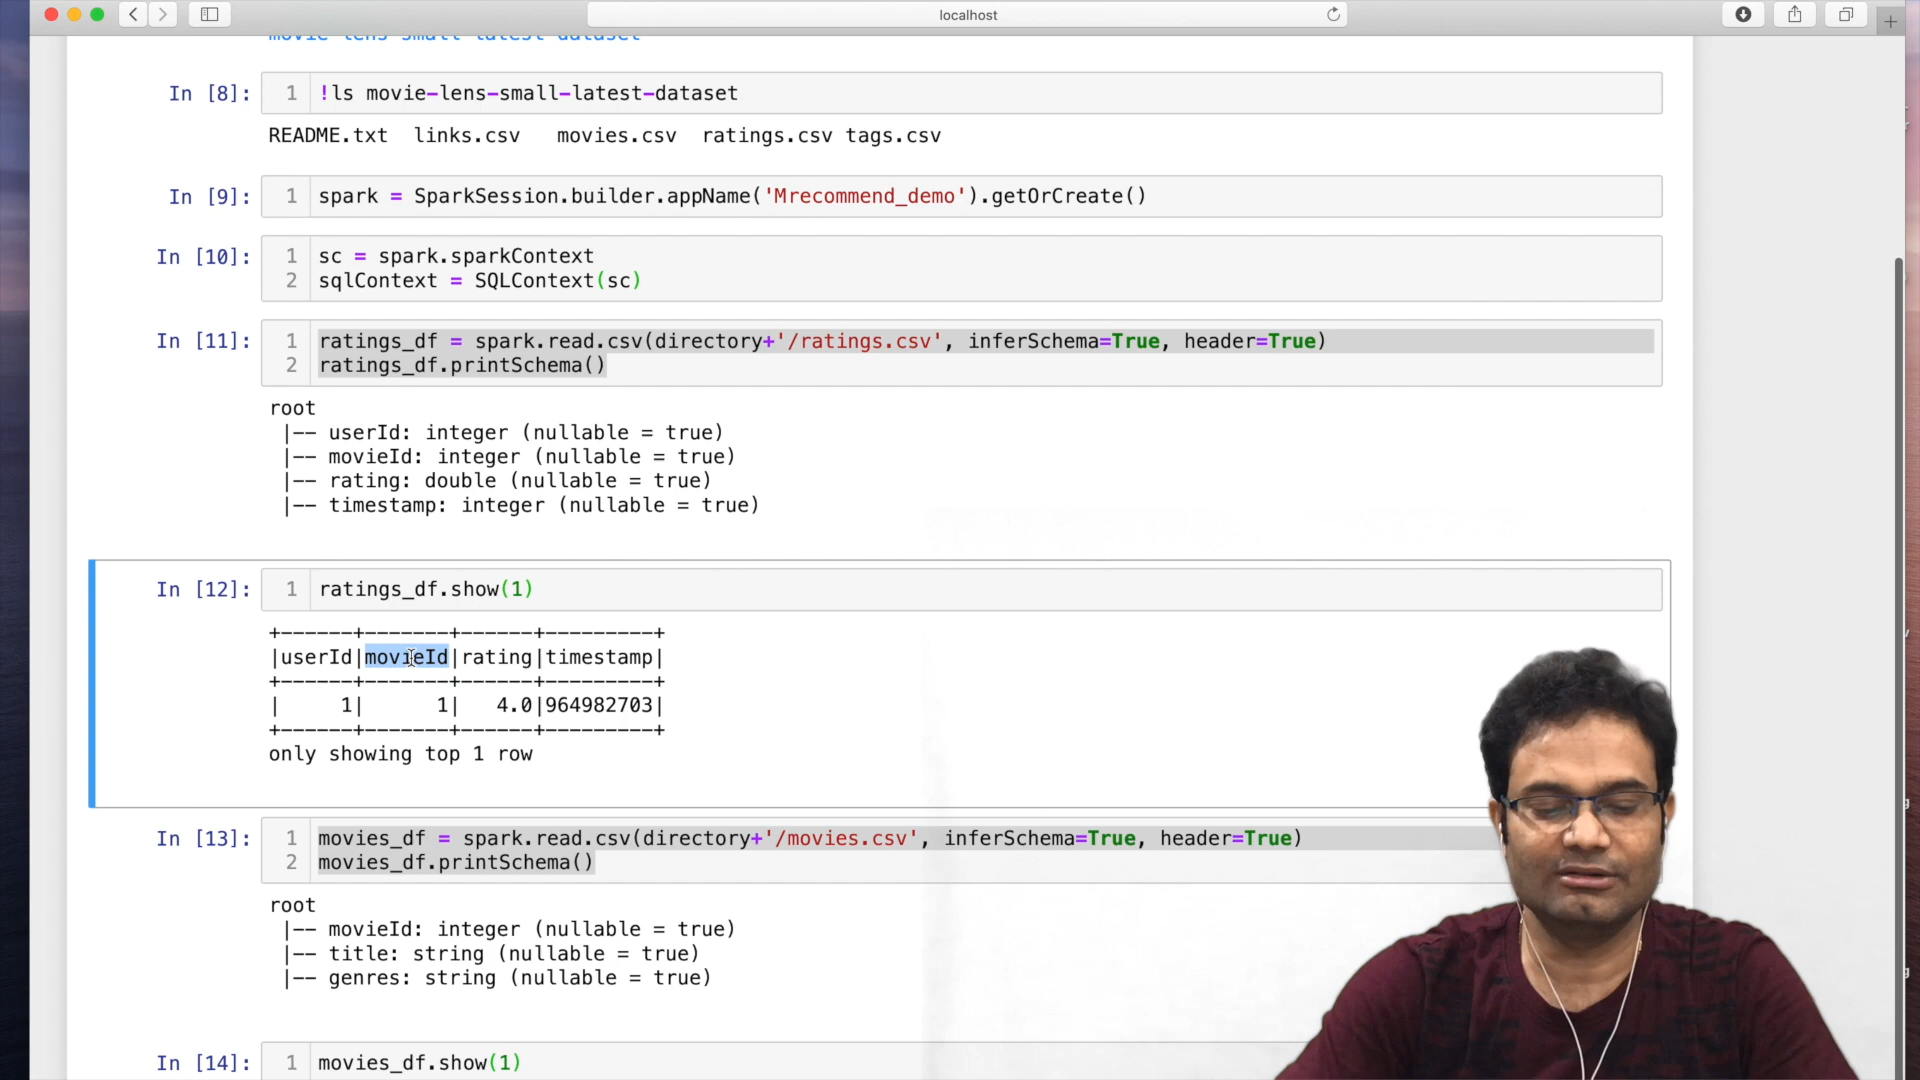 localhost
movie-lens-small-latest-dataset
In [8]: 1 !ls movie-lens-small-latest-dataset
README.txt links.csv movies.csv ratings.csv tags.csv
In [9]: 1 spark = SparkSession.builder.appName('Mrecommend_demo').getOrCreate()
In [10]: 1 sc = spark.sparkContext
2 sqlContext = SQLContext(sc)
In [11]: 1 ratings_df = spark.read.csv(directory+'/ratings.csv', inferSchema=True, header=True)
2 ratings_df.printSchema()
root
|-- userId: integer (nullable = true)
|-- movieId: integer (nullable = true)
|-- rating: double (nullable = true)
|-- timestamp: integer (nullable = true)
In [12]: 1 ratings_df.show(1)
+------+-------+------+---------+
|userId|movieId|rating|timestamp|
+------+-------+------+---------+
|     1|      1|   4.0|964982703|
+------+-------+------+---------+
only showing top 1 row
In [13]: 1 movies_df = spark.read.csv(directory+'/movies.csv', inferSchema=True, header=True)
2 movies_df.printSchema()
root
|-- movieId: integer (nullable = true)
|-- title: string (nullable = true)
|-- genres: string (nullable = true)
In [14]: 1 movies_df.show(1)